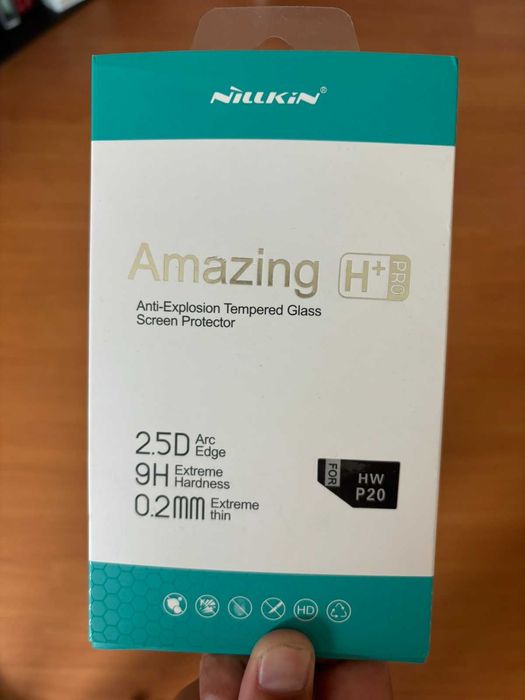 NILLKIN®
Amazing H+ PRO
Anti-Explosion Tempered Glass
Screen Protector
2.5D Arc Edge
9H Extreme Hardness
0.2mm Extreme thin
FOR HW P20
HD